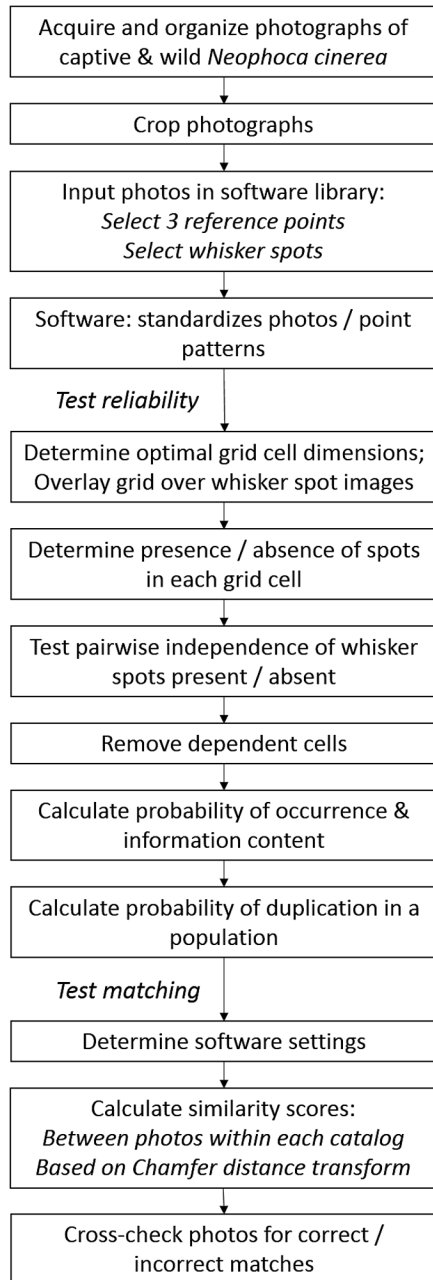 Acquire and organize photographs of
captive & wild Neophoca cinerea
Crop photographs
Input photos in software library:
Select 3 reference points
Select whisker spots
Software: standardizes photos / point
patterns
Test reliability
Determine optimal grid cell dimensions;
Overlay grid over whisker spot images
Determine presence / absence of spots
in each grid cell
Test pairwise independence of whisker
spots present / absent
Remove dependent cells
Calculate probability of occurrence &
information content
Calculate probability of duplication in a
population
Test matching
Determine software settings
Calculate similarity scores:
Between photos within each catalog
Based on Chamfer distance transform
Cross-check photos for correct /
incorrect matches